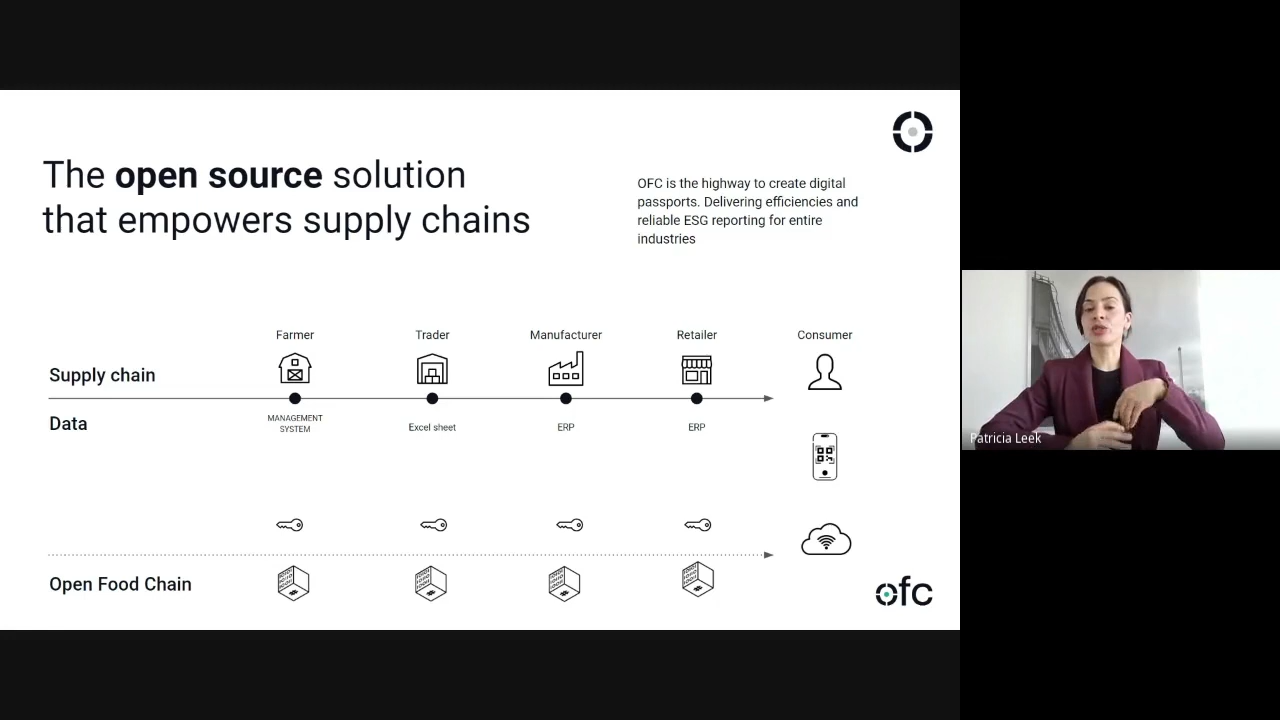 The open source solution
that empowers supply chains
OFC is the highway to create digital
passports. Delivering efficiencies and
reliable ESG reporting for entire
industries
Farmer
Trader
Manufacturer
Retailer
Consumer
Supply chain
Data
MANAGEMENT
SYSTEM
Excel sheet
ERP
ERP
Patricia Leek
Open Food Chain
ofc